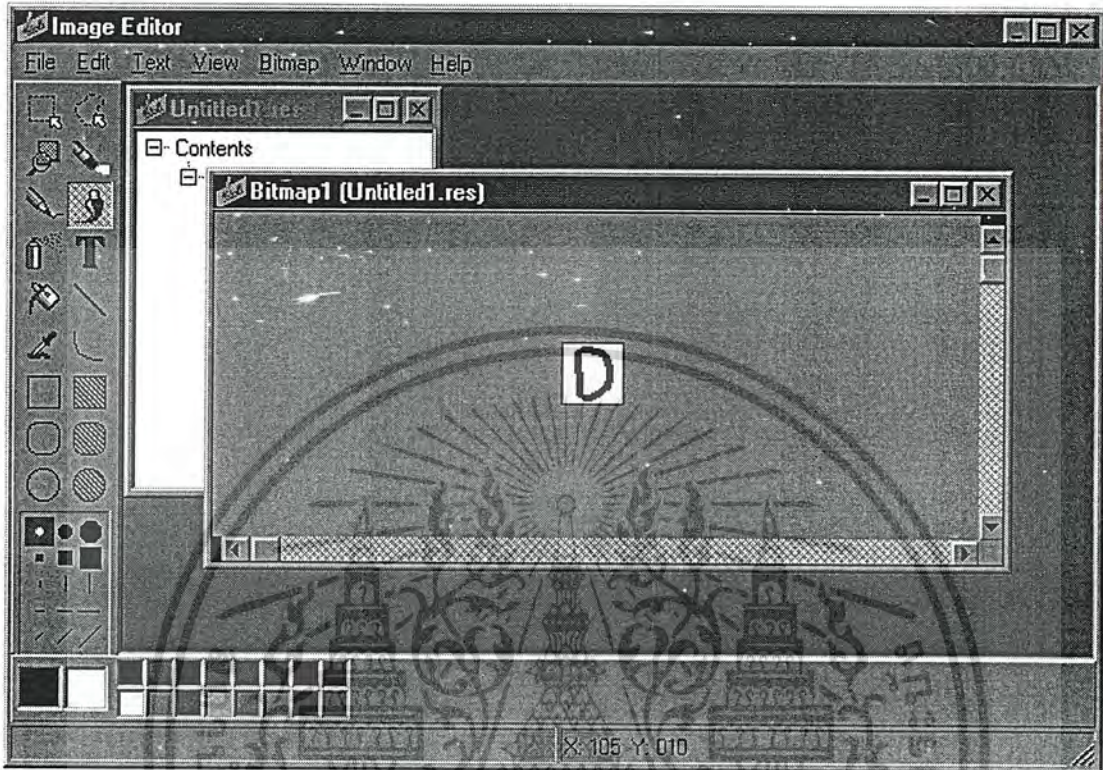 Image Editor
File Edit Text View Bitmap Window Help
Untitled1.res
Contents
Bitmap1 (Untitled1.res)
T
D
X: 105 Y: 010